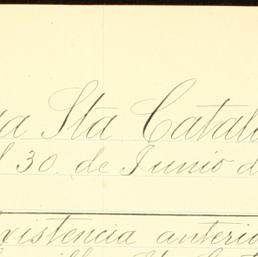 a Sta Catal
l 30 de Junio d
xistencia anterio